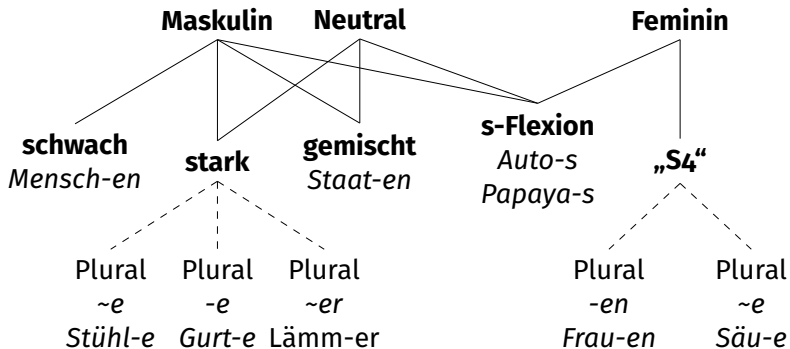 Maskulin Neutral Feminin
schwach stark gemischt s-Flexion „S4“
Mensch-en Staat-en Auto-s
Papaya-s
Plural Plural Plural Plural Plural
~e -e ~er -en ~e
Stühl-e Gurt-e Lämm-er Frau-en Säu-e